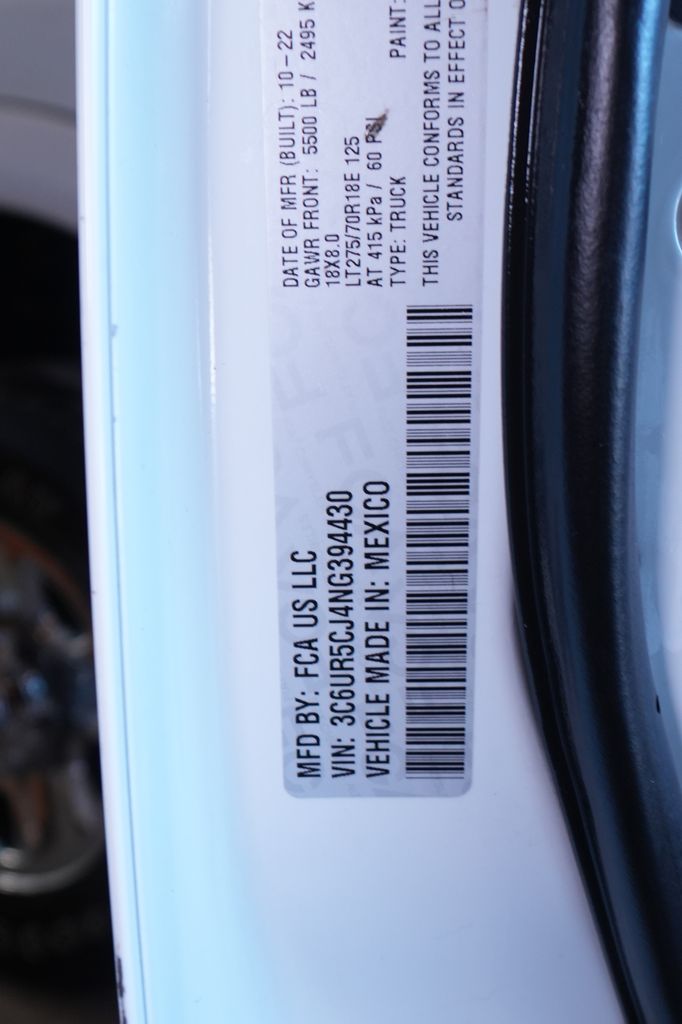 MFD BY: FCA US LLC
VIN: 3C6UR5CJ4NG394430
VEHICLE MADE IN: MEXICO
DATE OF MFR (BUILT): 10-22
GAWR FRONT: 5500 LB / 2495 K
18X8.0
LT275/70R18E 125
AT 415 kPa / 60 PSI
TYPE: TRUCK PAINT:
THIS VEHICLE CONFORMS TO ALL
STANDARDS IN EFFECT O